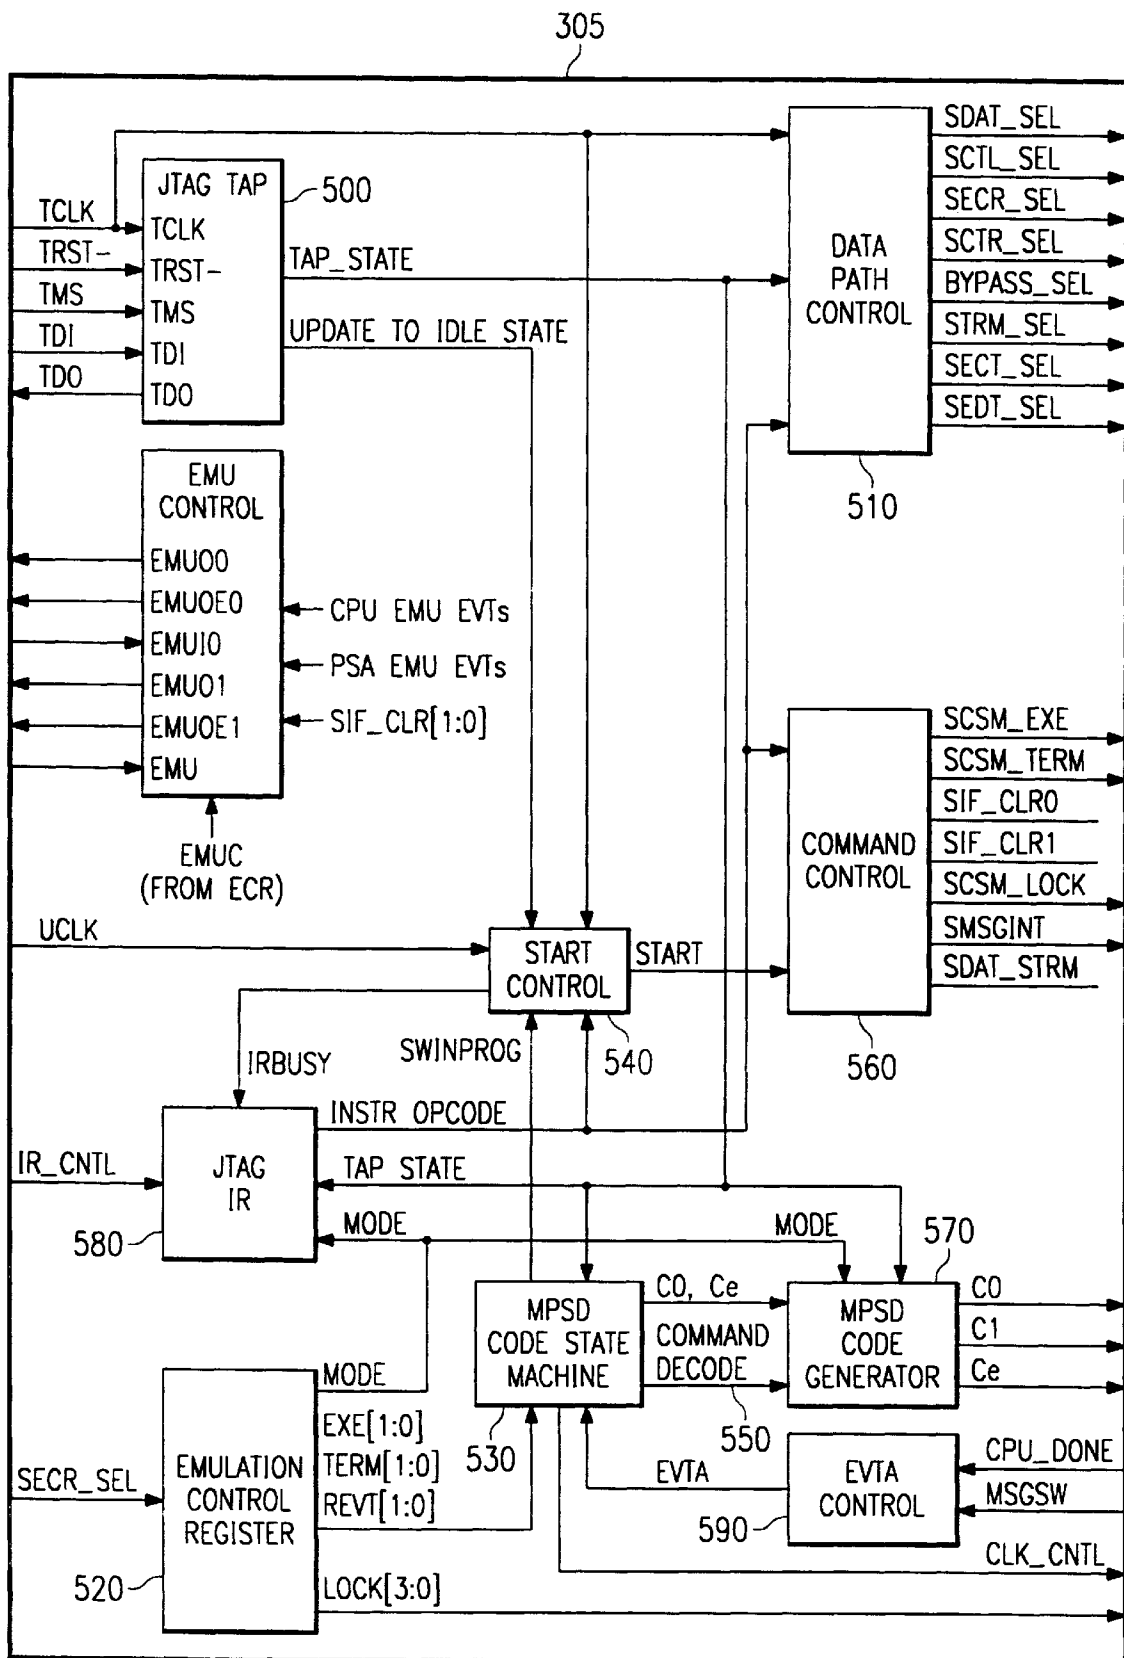 305
JTAG TAP
500
TCLK
TCLK
TRST-
TRST-
TMS
TMS
TDI
TDI
TDO
TDO
TAP_STATE
UPDATE TO IDLE STATE
DATA
PATH
CONTROL
510
SDAT_SEL
SCTL_SEL
SECR_SEL
SCTR_SEL
BYPASS_SEL
STRM_SEL
SECT_SEL
SEDT_SEL
EMU
CONTROL
EMUO0
EMUOE0
EMUI0
EMUO1
EMUOE1
EMU
CPU EMU EVTs
PSA EMU EVTs
SIF_CLR[1:0]
EMUC
(FROM ECR)
UCLK
START
CONTROL
540
START
COMMAND
CONTROL
560
SCSM_EXE
SCSM_TERM
SIF_CLR0
SIF_CLR1
SCSM_LOCK
SMSGINT
SDAT_STRM
IRBUSY
SWINPROG
INSTR OPCODE
IR_CNTL
JTAG
IR
580
TAP STATE
MODE
MODE
570
MPSD
CODE STATE
MACHINE
530
C0, Ce
COMMAND
DECODE
550
MPSD
CODE
GENERATOR
C0
C1
Ce
SECR_SEL
EMULATION
CONTROL
REGISTER
520
MODE
EXE[1:0]
TERM[1:0]
REVT[1:0]
LOCK[3:0]
EVTA
EVTA
CONTROL
590
CPU_DONE
MSGSW
CLK_CNTL